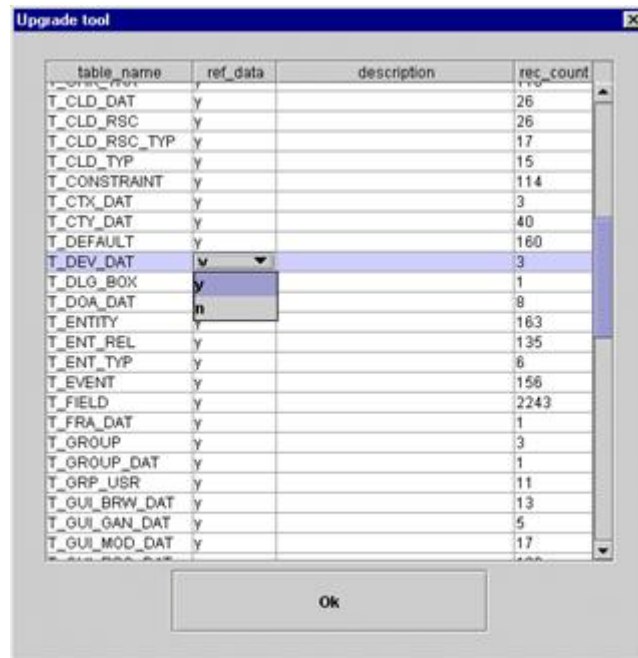 Upgrade tool
table_name ref_data description rec_count
T_CLD_DAT y 26
T_CLD_RSC y 26
T_CLD_RSC_TYP y 17
T_CLD_TYP y 15
T_CONSTRAINT y 114
T_CTX_DAT y 3
T_CTY_DAT y 40
T_DEFAULT y 160
T_DEV_DAT y 3
T_DLG_BOX y 1
T_DOA_DAT n 8
T_ENTITY y 163
T_ENT_REL y 135
T_ENT_TYP y 6
T_EVENT y 156
T_FIELD y 2243
T_FRA_DAT y 1
T_GROUP y 3
T_GROUP_DAT y 1
T_GRP_USR y 11
T_GUI_BRW_DAT y 13
T_GUI_GAN_DAT y 5
T_GUI_MOD_DAT y 17
Ok